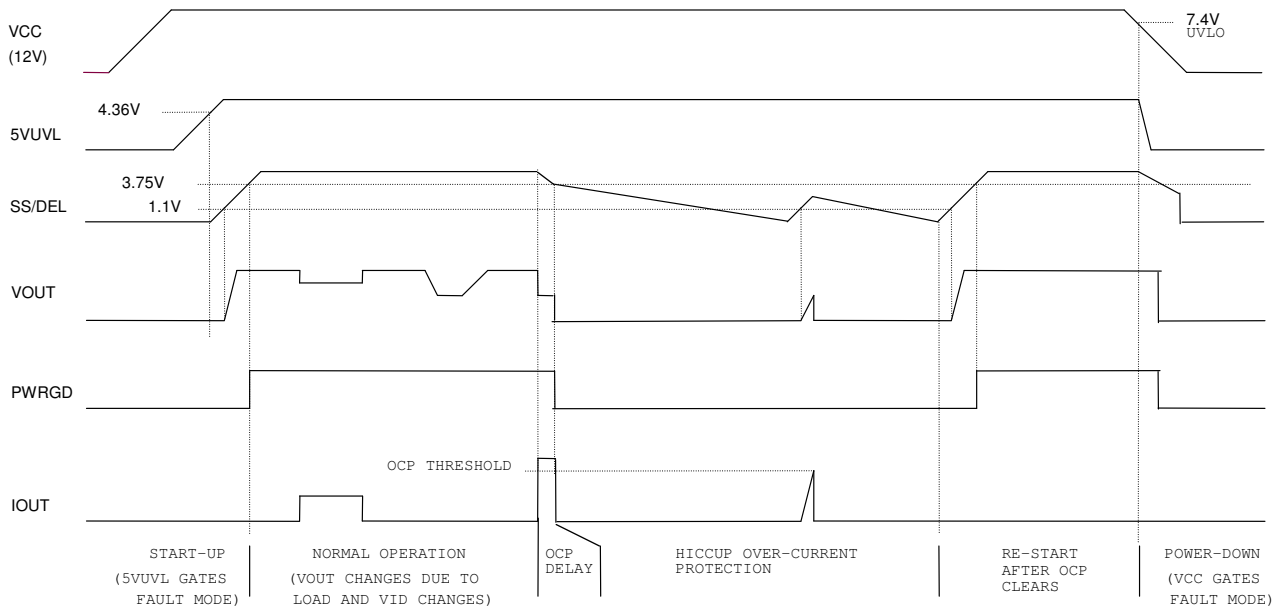 VCC
(12V)
7.4V
UVLO
4.36V
5VUVL
3.75V
SS/DEL
1.1V
VOUT
PWRGD
OCP THRESHOLD
IOUT
START-UP
(5VUVL GATES
FAULT MODE)
NORMAL OPERATION
(VOUT CHANGES DUE TO
LOAD AND VID CHANGES)
OCP
DELAY
HICCUP OVER-CURRENT
PROTECTION
RE-START
AFTER OCP
CLEARS
POWER-DOWN
(VCC GATES
FAULT MODE)